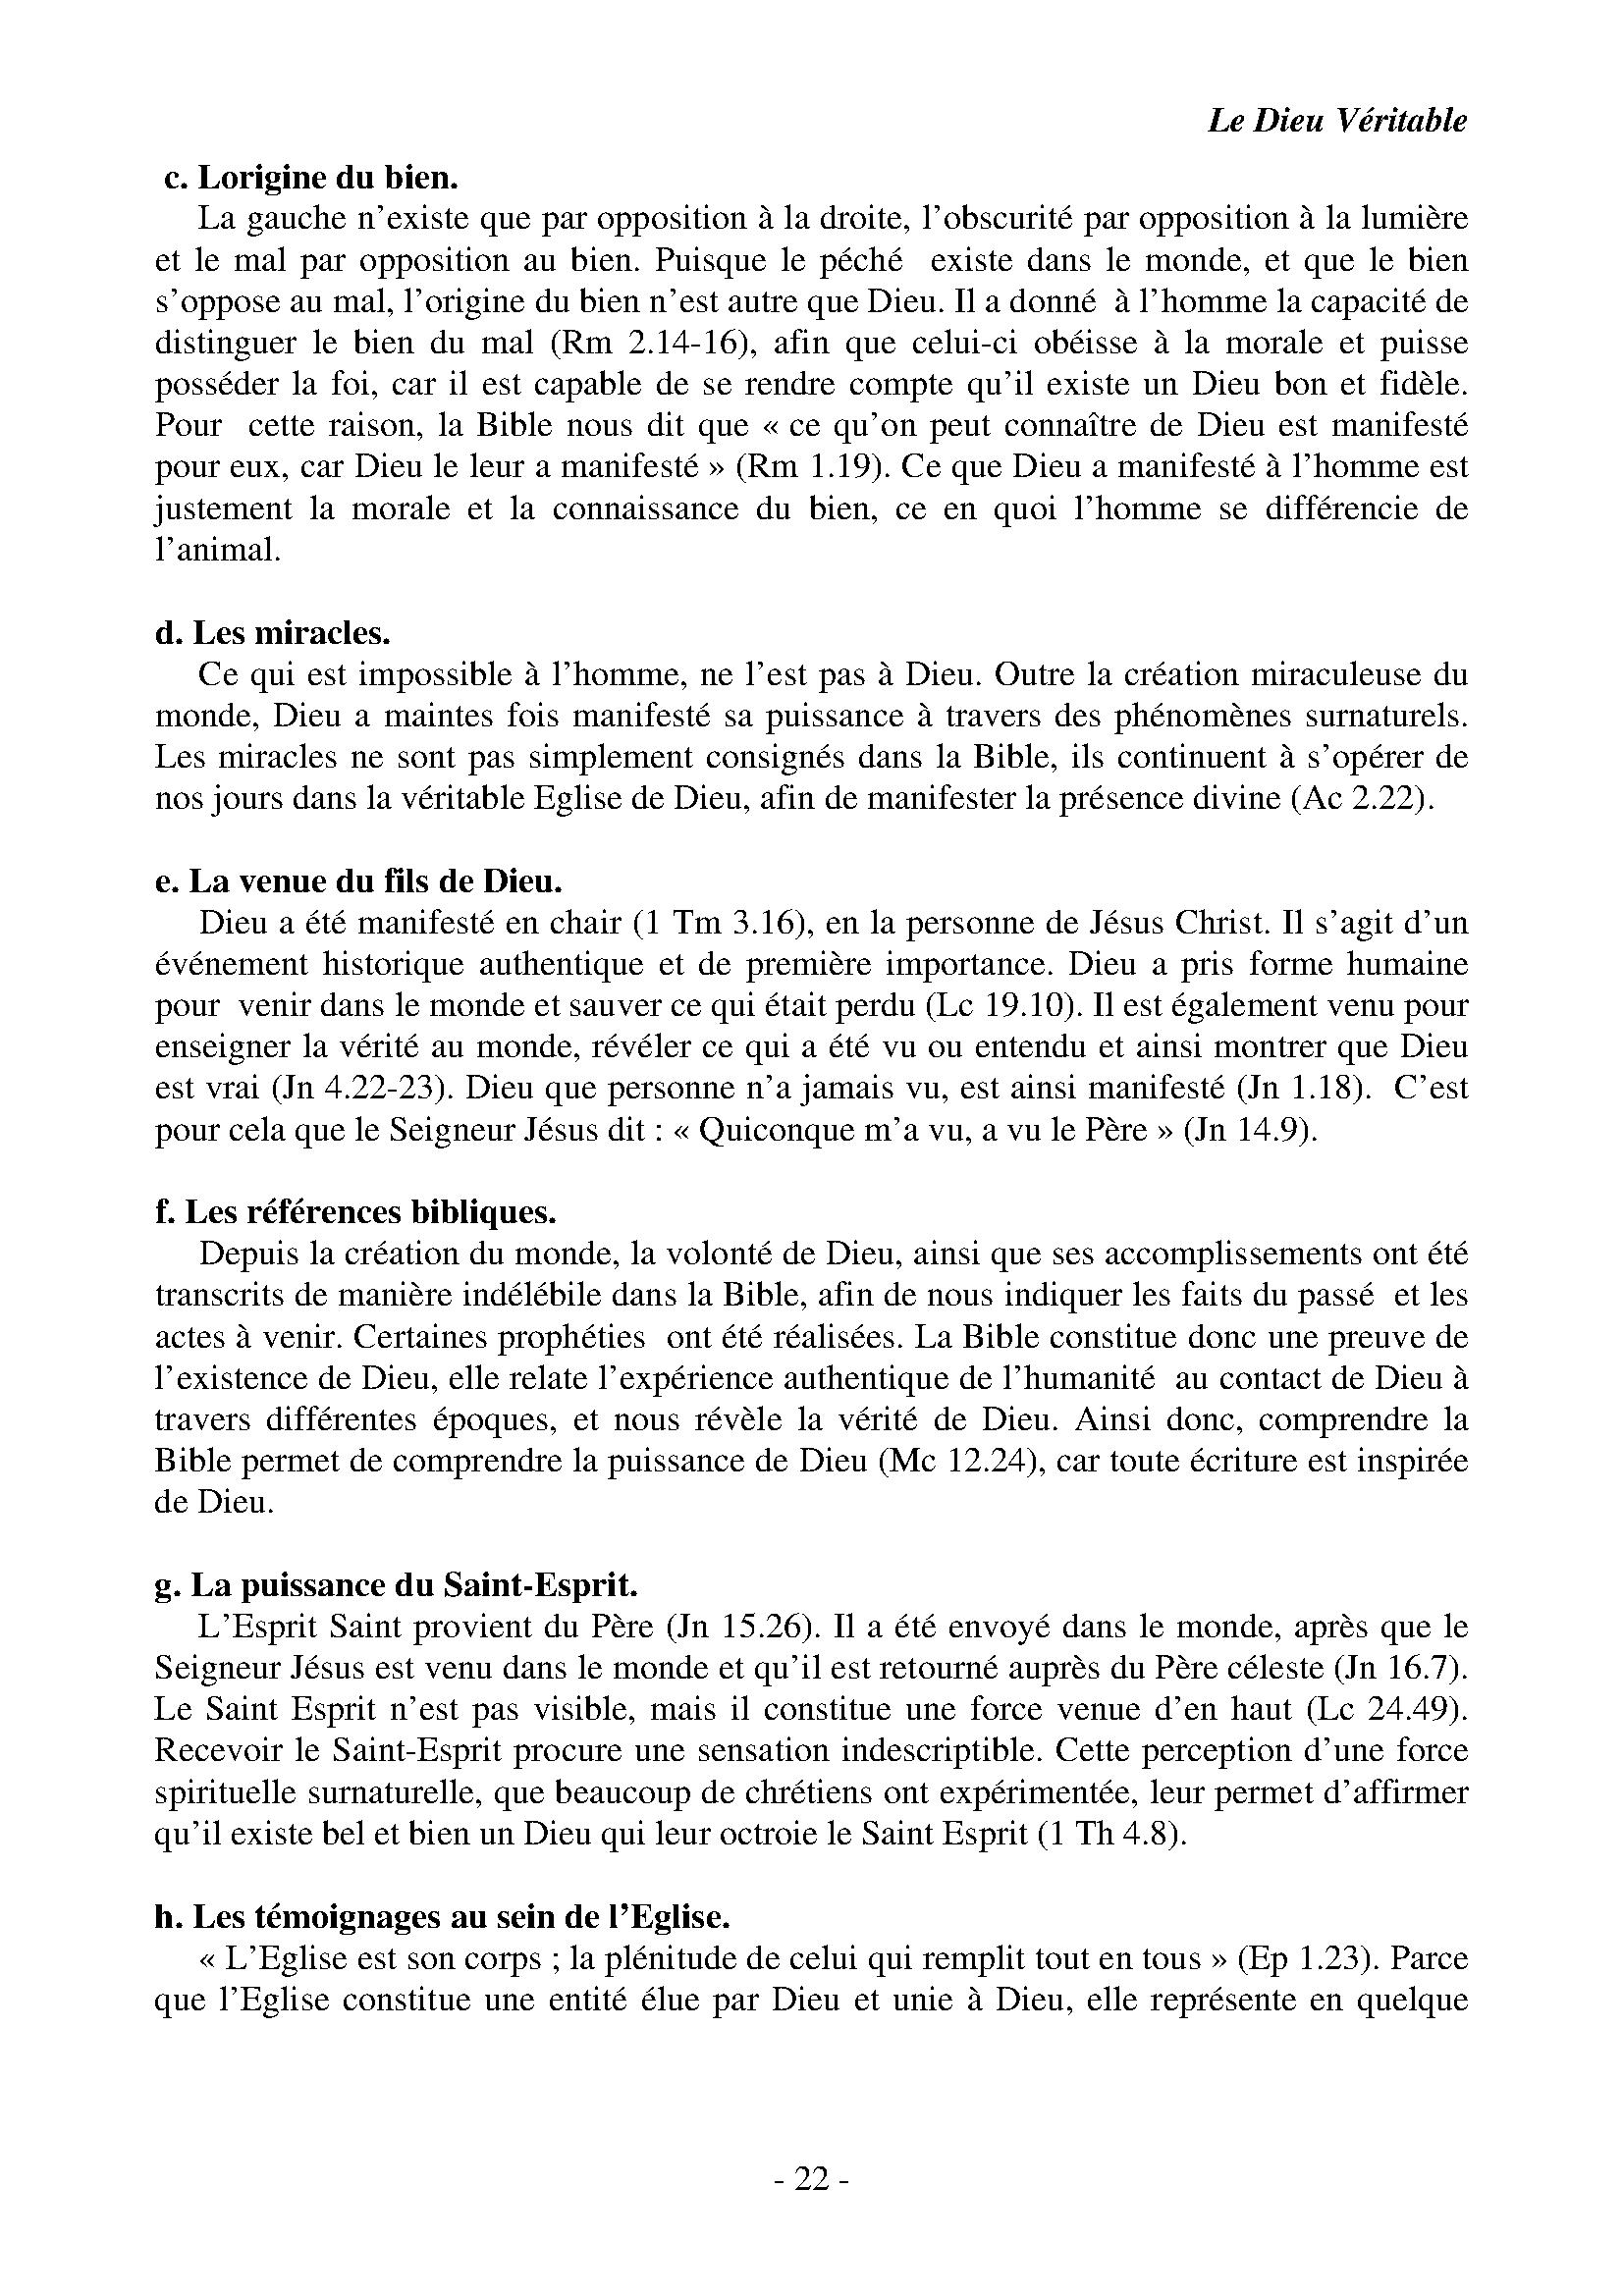 Le Dieu Véritable
c. Lorigine du bien.
La gauche n’existe que par opposition à la droite, l’obscurité par opposition à la lumière
et le mal par opposition au bien. Puisque le péché existe dans le monde, et que le bien
s’oppose au mal, l’origine du bien n’est autre que Dieu. Il a donné à l’homme la capacité de
distinguer le bien du mal (Rm 2.14-16), afin que celui-ci obéisse à la morale et puisse
posséder la foi, car il est capable de se rendre compte qu’il existe un Dieu bon et fidèle.
Pour cette raison, la Bible nous dit que « ce qu’on peut connaître de Dieu est manifesté
pour eux, car Dieu le leur a manifesté » (Rm 1.19). Ce que Dieu a manifesté à l’homme est
justement la morale et la connaissance du bien, ce en quoi l’homme se différencie de
l’animal.
d. Les miracles.
Ce qui est impossible à l’homme, ne l’est pas à Dieu. Outre la création miraculeuse du
monde, Dieu a maintes fois manifesté sa puissance à travers des phénomènes surnaturels.
Les miracles ne sont pas simplement consignés dans la Bible, ils continuent à s’opérer de
nos jours dans la véritable Eglise de Dieu, afin de manifester la présence divine (Ac 2.22).
e. La venue du fils de Dieu.
Dieu a été manifesté en chair (1 Tm 3.16), en la personne de Jésus Christ. Il s’agit d’un
événement historique authentique et de première importance. Dieu a pris forme humaine
pour venir dans le monde et sauver ce qui était perdu (Lc 19.10). Il est également venu pour
enseigner la vérité au monde, révéler ce qui a été vu ou entendu et ainsi montrer que Dieu
est vrai (Jn 4.22-23). Dieu que personne n’a jamais vu, est ainsi manifesté (Jn 1.18). C’est
pour cela que le Seigneur Jésus dit : « Quiconque m’a vu, a vu le Père » (Jn 14.9).
f. Les références bibliques.
Depuis la création du monde, la volonté de Dieu, ainsi que ses accomplissements ont été
transcrits de manière indélébile dans la Bible, afin de nous indiquer les faits du passé et les
actes à venir. Certaines prophéties ont été réalisées. La Bible constitue donc une preuve de
l’existence de Dieu, elle relate l’expérience authentique de l’humanité au contact de Dieu à
travers différentes époques, et nous révèle la vérité de Dieu. Ainsi donc, comprendre la
Bible permet de comprendre la puissance de Dieu (Mc 12.24), car toute écriture est inspirée
de Dieu.
g. La puissance du Saint-Esprit.
L’Esprit Saint provient du Père (Jn 15.26). Il a été envoyé dans le monde, après que le
Seigneur Jésus est venu dans le monde et qu’il est retourné auprès du Père céleste (Jn 16.7).
Le Saint Esprit n’est pas visible, mais il constitue une force venue d’en haut (Lc 24.49).
Recevoir le Saint-Esprit procure une sensation indescriptible. Cette perception d’une force
spirituelle surnaturelle, que beaucoup de chrétiens ont expérimentée, leur permet d’affirmer
qu’il existe bel et bien un Dieu qui leur octroie le Saint Esprit (1 Th 4.8).
h. Les témoignages au sein de l’Eglise.
« L’Eglise est son corps ; la plénitude de celui qui remplit tout en tous » (Ep 1.23). Parce
que l’Eglise constitue une entité élue par Dieu et unie à Dieu, elle représente en quelque
- 22 -